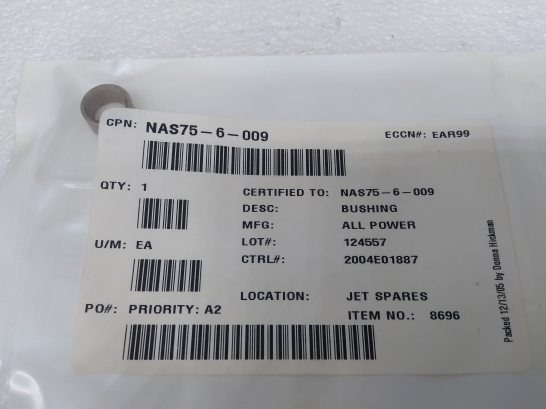 CPN: NAS75-6-009
ECCN#: EAR99
QTY: 1
CERTIFIED TO: NAS75-6-009
DESC: BUSHING
MFG: ALL POWER
U/M: EA
LOT#: 124557
CTRL#: 2004E01887
LOCATION: JET SPARES
PO#: PRIORITY: A2
ITEM NO.: 8696
Packed 12/13/05 by Donna Hickman